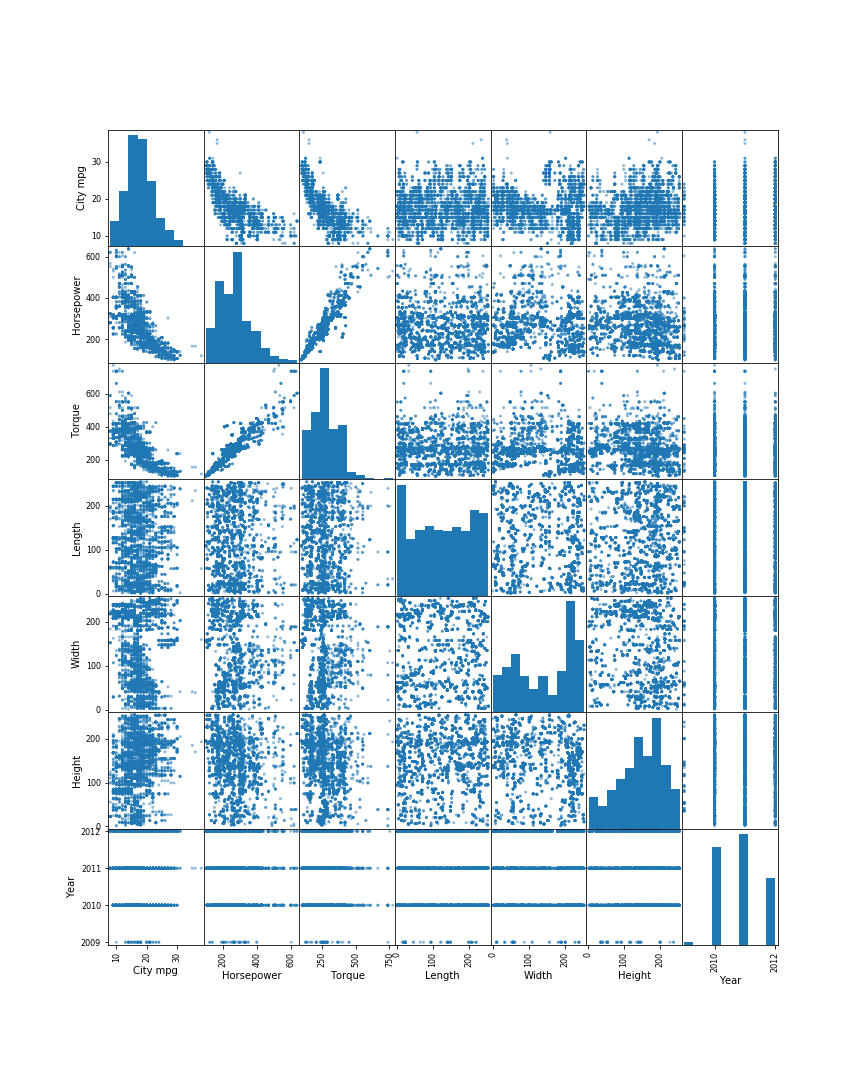 30
City mpg
20
10
600
Horsepower
400
200
600
Torque
400
200
200
Length
100
0
200
Width
100
0
200
Height
100
0
2012
2011
Year
2010
2009
10 20 30 200 400 600 250 500 750 0 100 200 0 100 200 0 100 200 2010 2012
City mpg Horsepower Torque Length Width Height Year